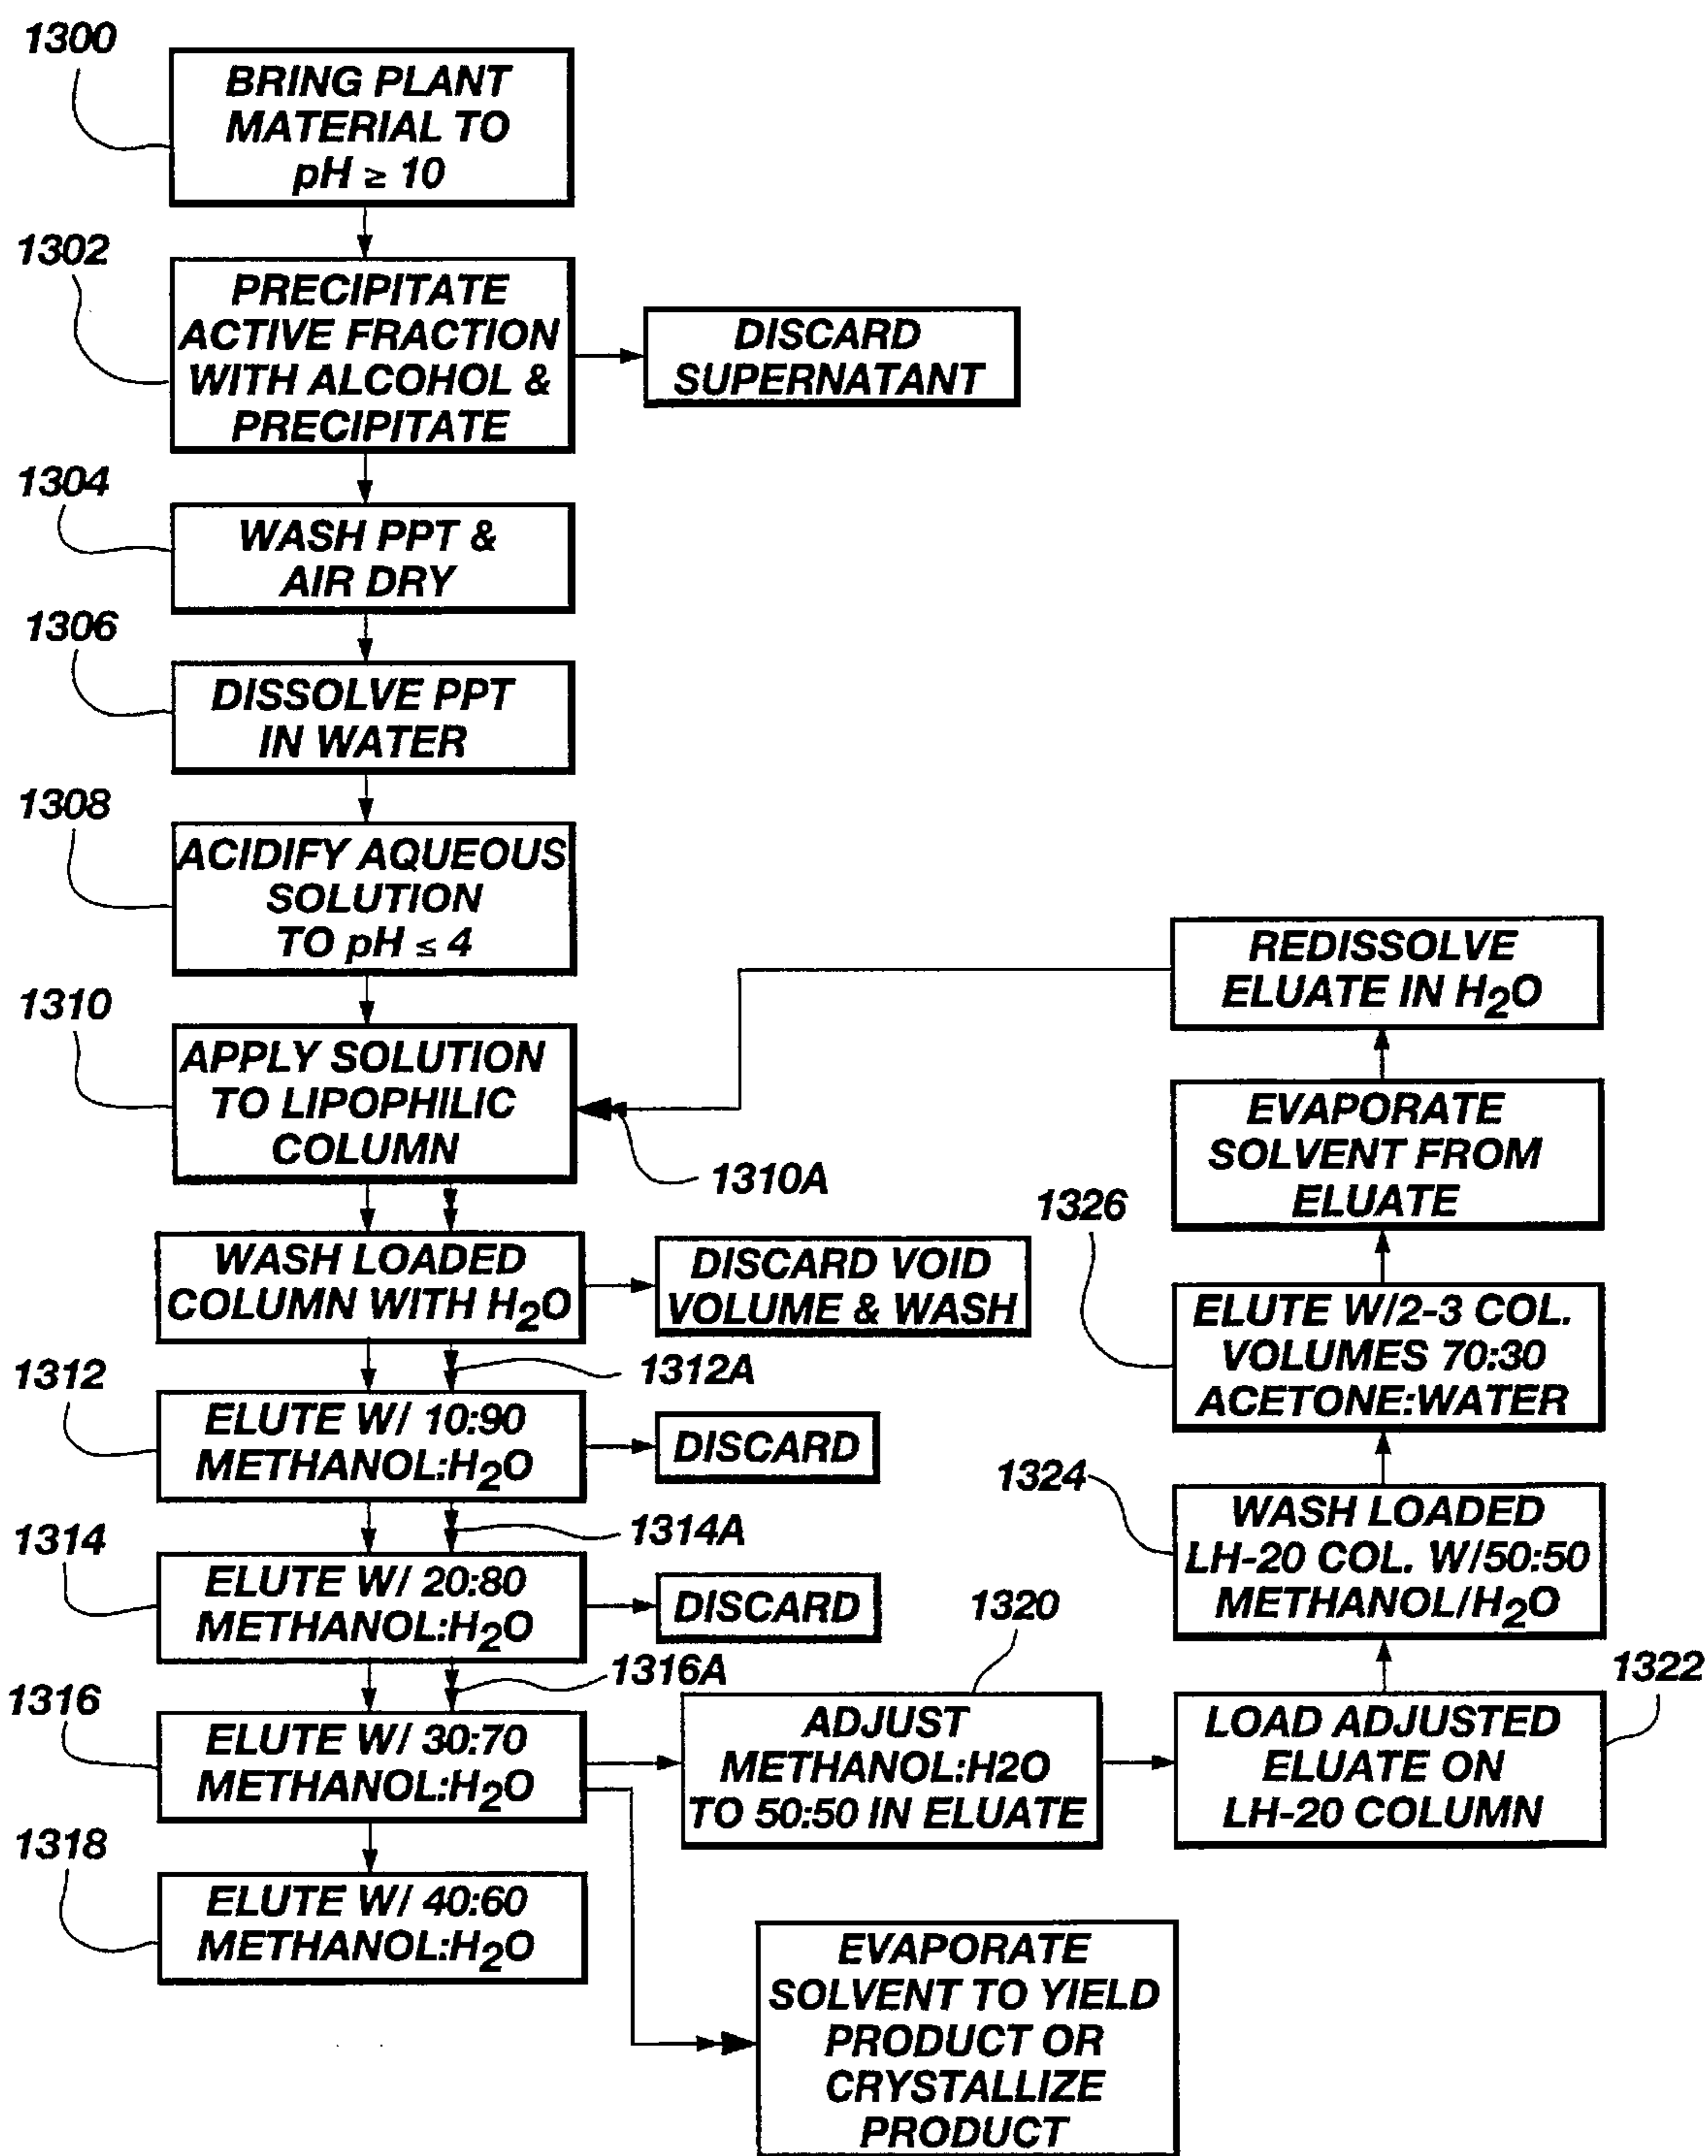 1300
BRING PLANT
MATERIAL TO
pH ≥ 10
1302
PRECIPITATE
ACTIVE FRACTION
WITH ALCOHOL &
PRECIPITATE
DISCARD
SUPERNATANT
1304
WASH PPT &
AIR DRY
1306
DISSOLVE PPT
IN WATER
1308
ACIDIFY AQUEOUS
SOLUTION
TO pH ≤ 4
1310
APPLY SOLUTION
TO LIPOPHILIC
COLUMN
1310A
WASH LOADED
COLUMN WITH H₂O
DISCARD VOID
VOLUME & WASH
1312
1312A
ELUTE W/ 10:90
METHANOL:H₂O
DISCARD
1314
1314A
ELUTE W/ 20:80
METHANOL:H₂O
DISCARD
1316
1316A
ELUTE W/ 30:70
METHANOL:H₂O
1318
ELUTE W/ 40:60
METHANOL:H₂O
1320
ADJUST
METHANOL:H2O
TO 50:50 IN ELUATE
1322
LOAD ADJUSTED
ELUATE ON
LH-20 COLUMN
1324
WASH LOADED
LH-20 COL. W/50:50
METHANOL/H₂O
1326
ELUTE W/2-3 COL.
VOLUMES 70:30
ACETONE:WATER
EVAPORATE
SOLVENT FROM
ELUATE
REDISSOLVE
ELUATE IN H₂O
EVAPORATE
SOLVENT TO YIELD
PRODUCT OR
CRYSTALLIZE
PRODUCT